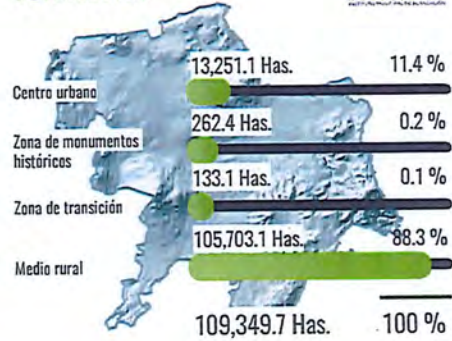 13,251.1 Has. 11.4 %
Centro urbano
262.4 Has. 0.2 %
Zona de monumentos
históricos
133.1 Has. 0.1 %
Zona de transición
105,703.1 Has. 88.3 %
Medio rural
109,349.7 Has. 100 %